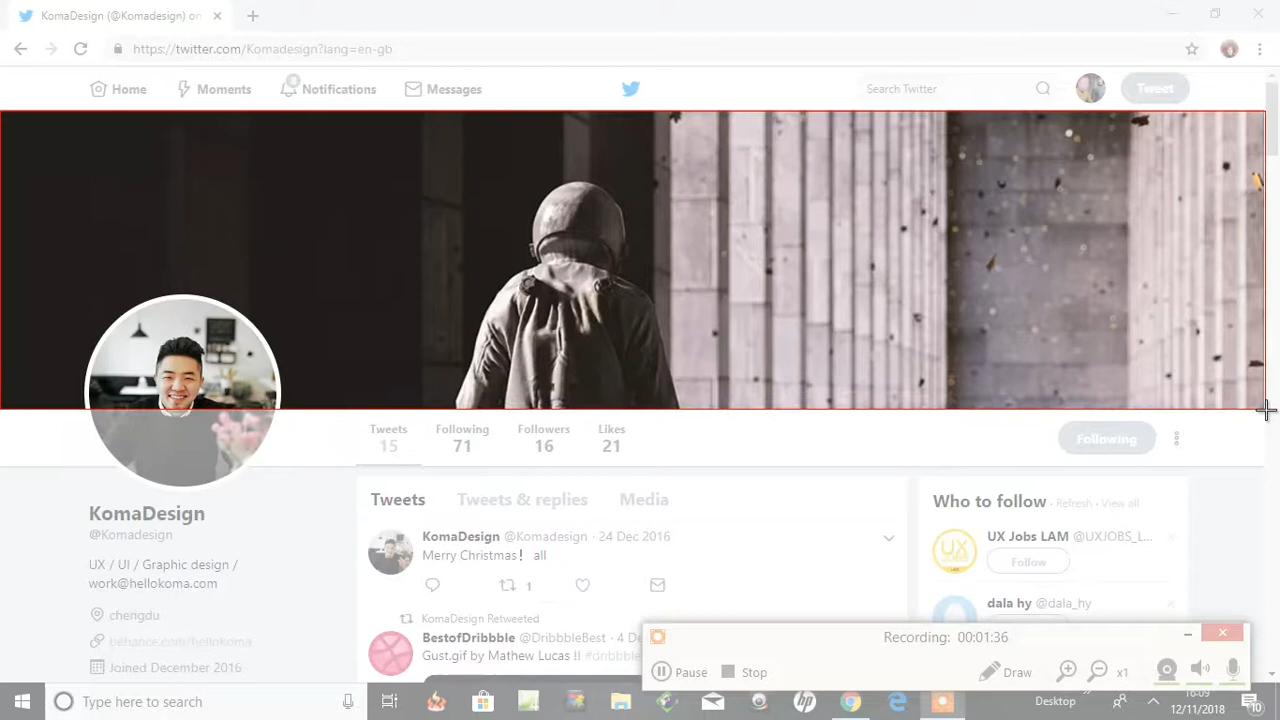 KomaDesign (@Komadesign) on
https://twitter.com/Komadesign?lang=en-gb
Home
Moments
8
Notifications
Messages
Search Twitter
Tweet
Tweets
15
Following
71
Followers
16
Likes
21
Following
KomaDesign
@Komadesign
UX / UI / Graphic design /
work@hellokoma.com
chengdu
behance.com/hellokoma
Joined December 2016
Tweets Tweets & replies Media
KomaDesign @Komadesign · 24 Dec 2016
Merry Christmas! all
1
KomaDesign Retweeted
BestofDribbble @DribbbleBest · 4 De
Gust.gif by Mathew Lucas !! #dribbble
Who to follow · Refresh · View all
UX Jobs LAM @UXJOBS_L...
Follow
dala hy @dala_hy
Recording: 00:01:36
Pause
Stop
Draw
x1
Type here to search
Desktop
16:09
12/11/2018
10